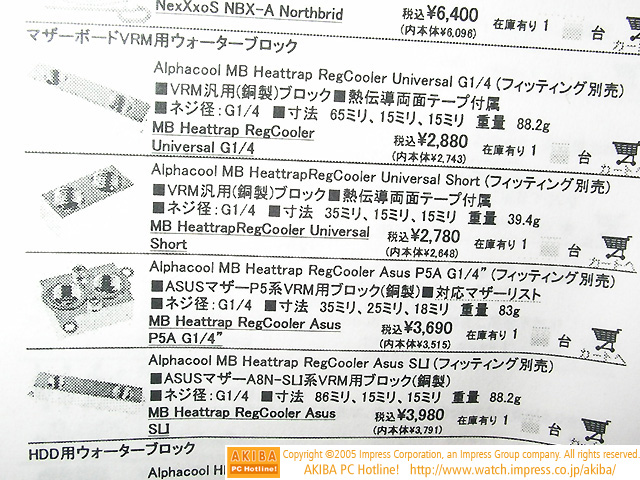 NexXxoS NBX-A Northbrid
税込¥6,400
(内本体¥6,096)
在庫有り 1 台
マザーボードVRM用ウォーターブロック
Alphacool MB Heattrap RegCooler Universal G1/4 (フィッティング別売)
■VRM汎用(銅製)ブロック■熱伝導両面テープ付属
■ネジ径:G1/4 ■寸法 65ミリ、15ミリ、15ミリ 重量 88.2g
MB Heattrap RegCooler
Universal G1/4
税込¥2,880
(内本体¥2,743)
在庫有り 1 台
カートへ
Alphacool MB HeattrapRegCooler Universal Short (フィッティング別売)
■VRM汎用(銅製)ブロック■熱伝導両面テープ付属
■ネジ径:G1/4 ■寸法 35ミリ、15ミリ、15ミリ 重量 39.4g
MB HeattrapRegCooler Universal
Short
税込¥2,780
(内本体¥2,648)
在庫有り 1 台
カートへ
Alphacool MB Heattrap RegCooler Asus P5A G1/4" (フィッティング別売)
■ASUSマザーP5系VRM用ブロック(銅製)■対応マザーリスト
■ネジ径:G1/4 ■寸法 35ミリ、25ミリ、18ミリ 重量 83g
MB Heattrap RegCooler Asus
P5A G1/4"
税込¥3,690
(内本体¥3,515)
在庫有り 1 台
カートへ
Alphacool MB Heattrap RegCooler Asus SLI (フィッティング別売)
■ASUSマザーA8N-SLI系VRM用ブロック(銅製)
■ネジ径:G1/4 ■寸法 86ミリ、15ミリ、15ミリ 重量 88.2g
MB Heattrap RegCooler Asus
SLI
税込¥3,980
(内本体¥3,791)
在庫有り 1 台
HDD用ウォーターブロック
Alphacool
AKIBA
PC Hotline!
Copyright ©2005 Impress Corporation, an Impress Group company. All rights reserved.
AKIBA PC Hotline! http://www.watch.impress.co.jp/akiba/